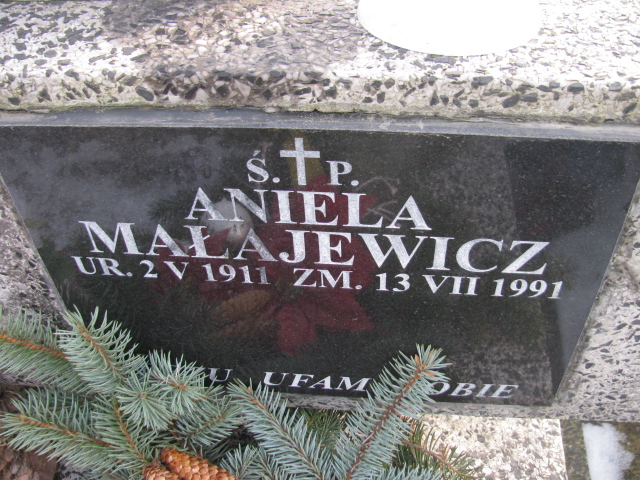 Ś. P.
ANIELA
MAŁAJEWICZ
UR. 2 V 1911 ZM. 13 VII 1991
UFAM